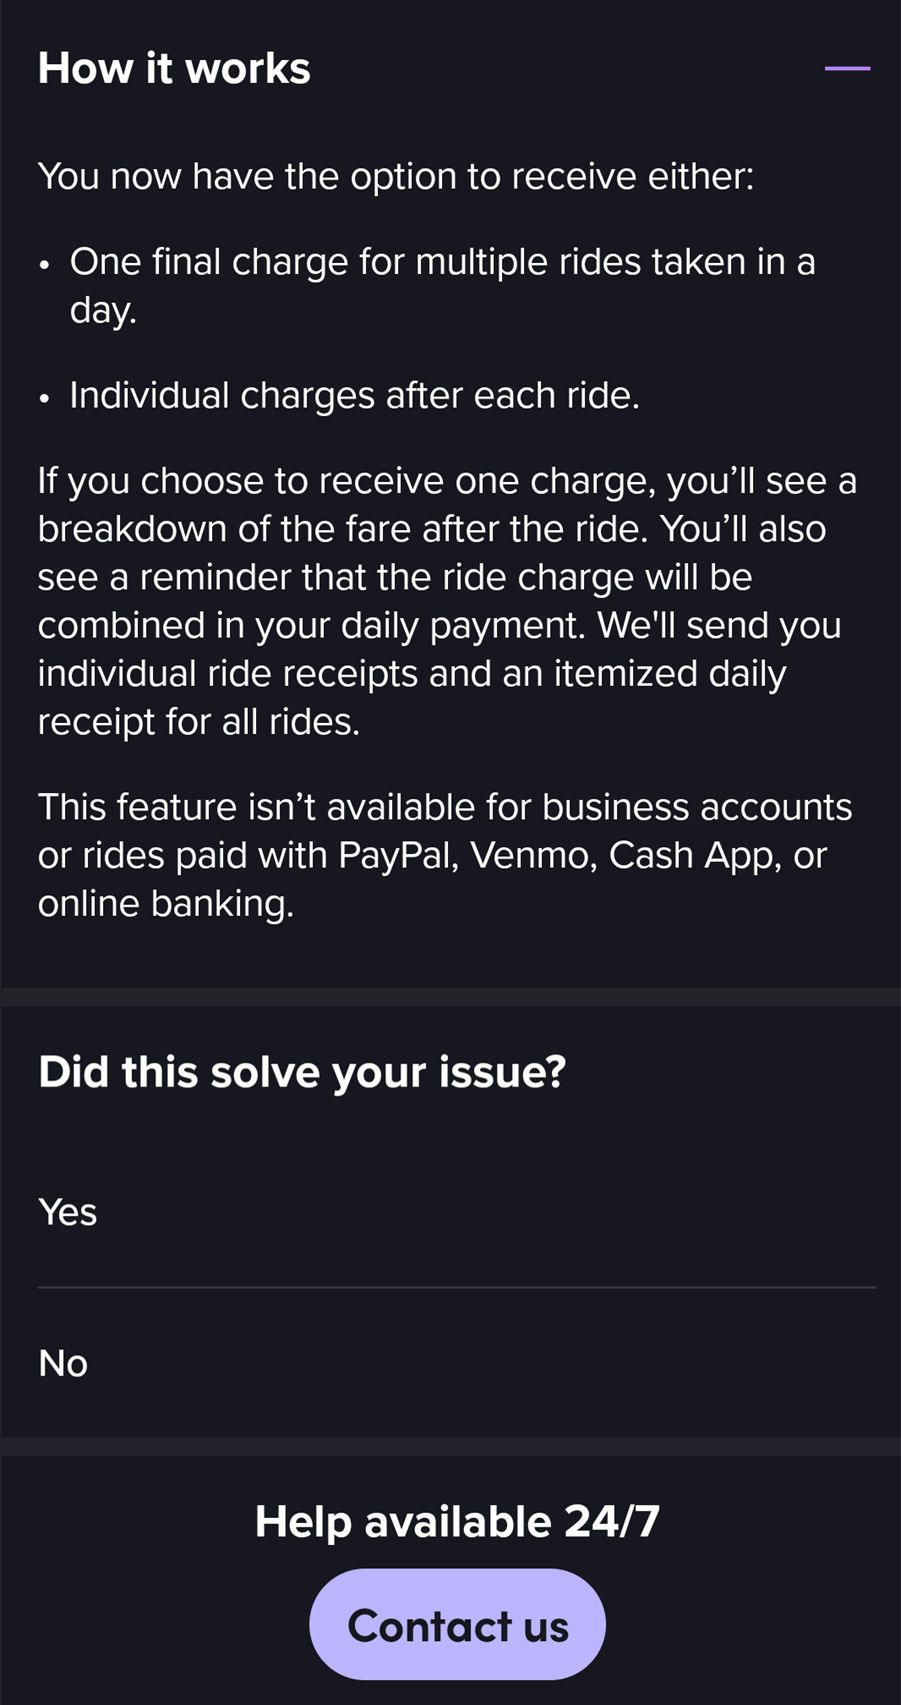 How it works
You now have the option to receive either:
• One final charge for multiple rides taken in a
day.
• Individual charges after each ride.
If you choose to receive one charge, you’ll see a
breakdown of the fare after the ride. You’ll also
see a reminder that the ride charge will be
combined in your daily payment. We'll send you
individual ride receipts and an itemized daily
receipt for all rides.
This feature isn’t available for business accounts
or rides paid with PayPal, Venmo, Cash App, or
online banking.
Did this solve your issue?
Yes
No
Help available 24/7
Contact us